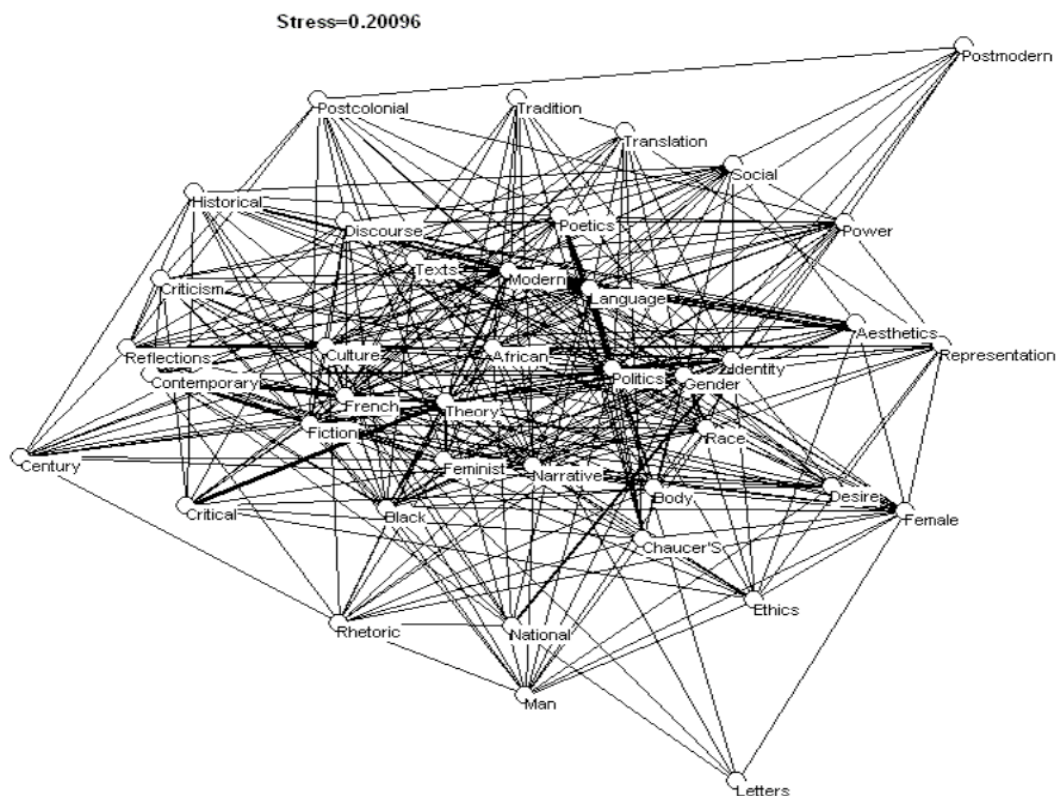 Stress=0.20096
Postmodern
Postcolonial
Tradition
Translation
Social
Historical
Discourse
Poetics
Power
Texts
Modern
Criticism
Language
Aesthetics
Reflections
Culture
African
Representation
Identity
Contemporary
Politics
Gender
French
Theory
Fiction
Race
Century
Feminist
Narrative
Body
Desire
Critical
Black
Female
Chaucer'S
Ethics
Rhetoric
National
Man
Letters